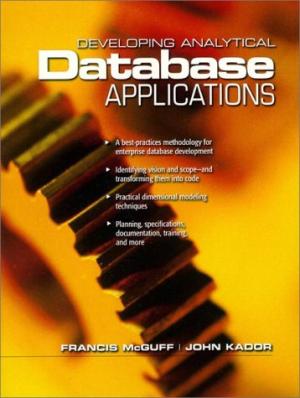 DEVELOPING ANALYTICAL
Database
APPLICATIONS
A best-practices methodology for
enterprise database development
Identifying vision and scope—and
transforming them into code
Practical dimensional modeling
techniques
Planning, specifications,
documentation, training,
and more
FRANCIS McGUFF | JOHN KADOR